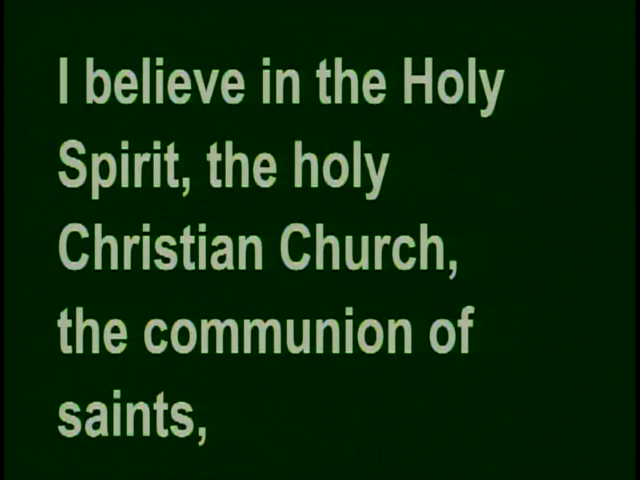 I believe in the Holy
Spirit, the holy
Christian Church,
the communion of
saints,